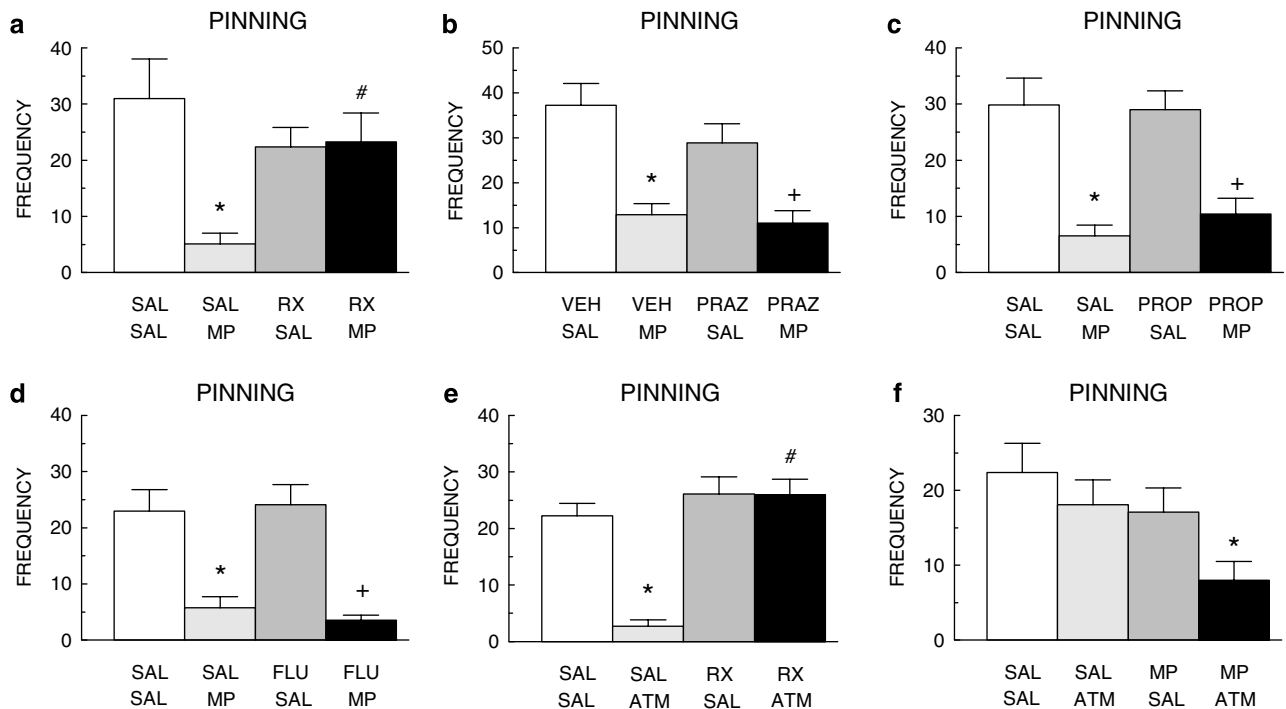 a PINNING
FREQUENCY
40
30
20
10
0
*
#
SAL SAL RX RX
SAL MP SAL MP
b PINNING
FREQUENCY
50
40
30
20
10
0
*
+
VEH VEH PRAZ PRAZ
SAL MP SAL MP
c PINNING
FREQUENCY
40
30
20
10
0
*
+
SAL SAL PROP PROP
SAL MP SAL MP
d PINNING
FREQUENCY
40
30
20
10
0
*
+
SAL SAL FLU FLU
SAL MP SAL MP
e PINNING
FREQUENCY
40
30
20
10
0
*
#
SAL SAL RX RX
SAL ATM SAL ATM
f PINNING
FREQUENCY
30
20
10
0
*
SAL SAL MP MP
SAL ATM SAL ATM